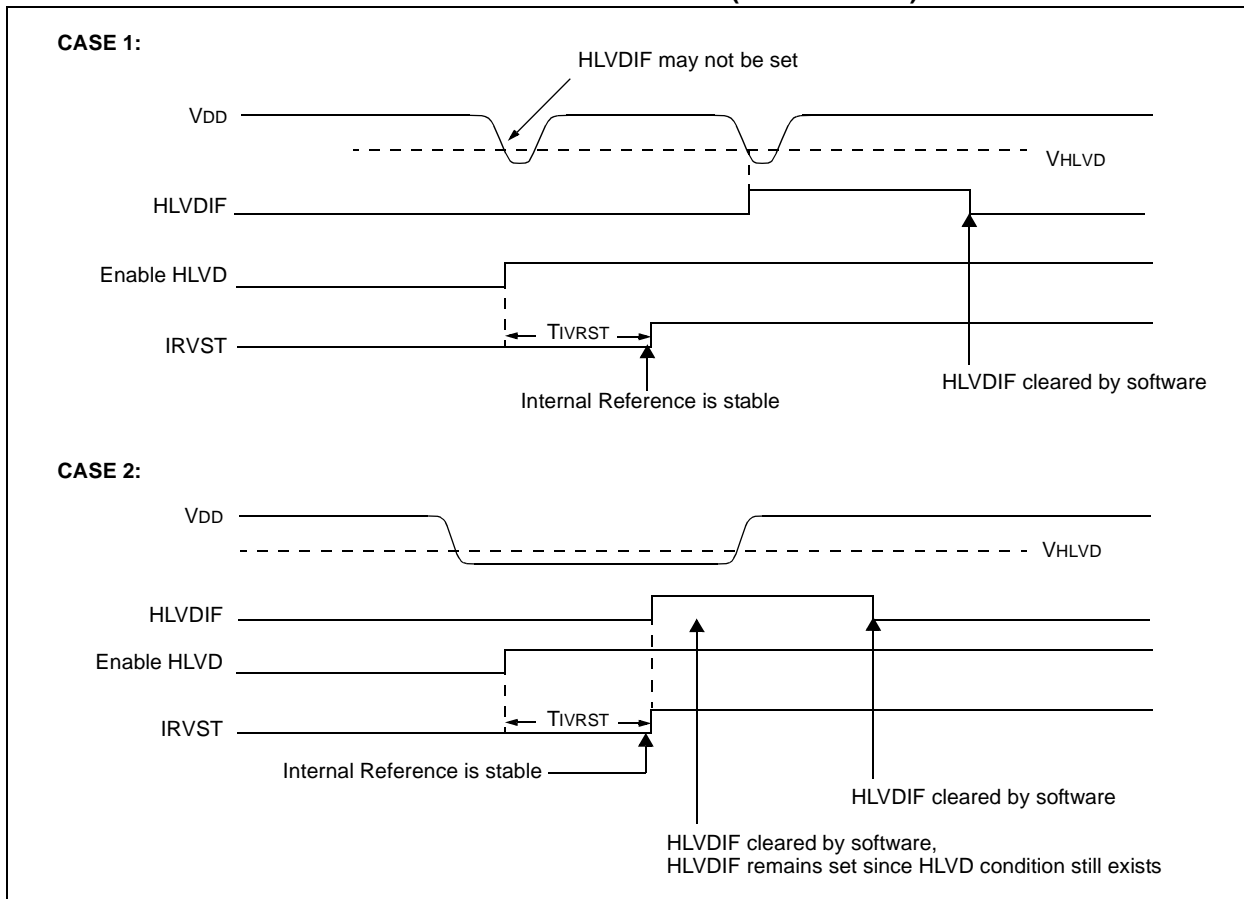 CASE 1:
HLVDIF may not be set
VDD
VHLVD
HLVDIF
Enable HLVD
TIVRST
IRVST
HLVDIF cleared by software
Internal Reference is stable
CASE 2:
VDD
VHLVD
HLVDIF
Enable HLVD
TIVRST
IRVST
Internal Reference is stable
HLVDIF cleared by software
HLVDIF cleared by software,
HLVDIF remains set since HLVD condition still exists